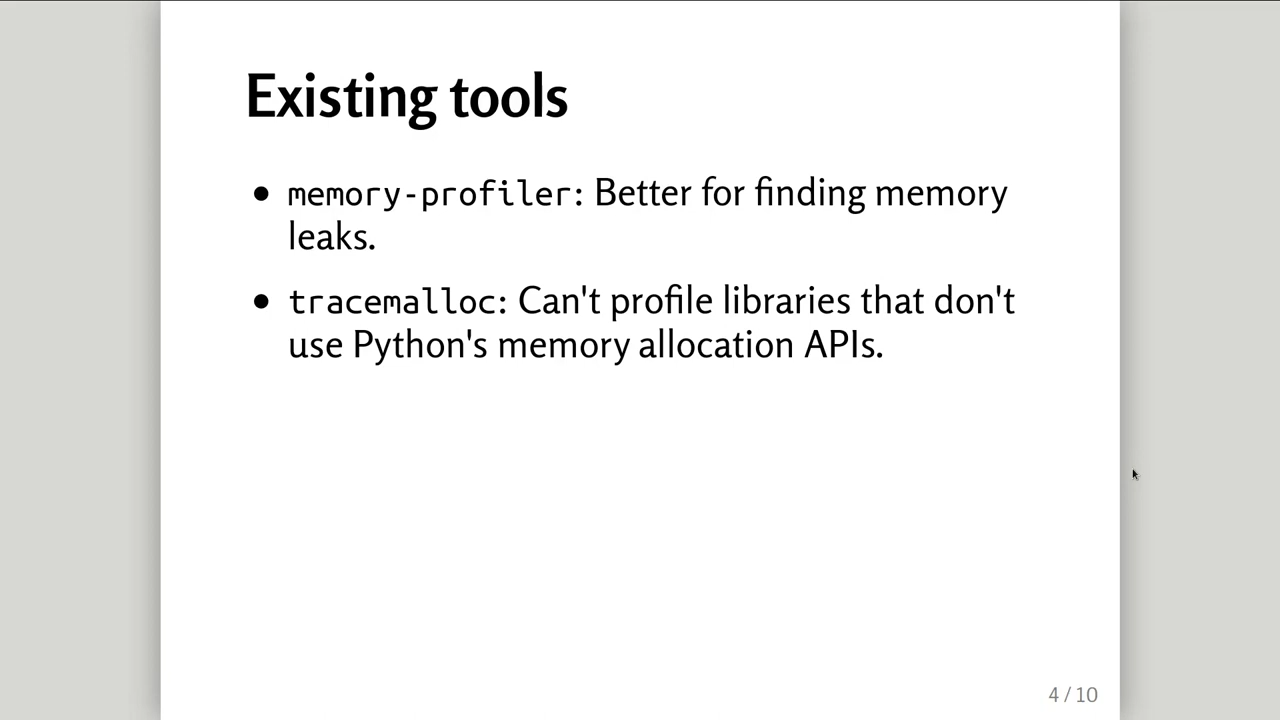 Existing tools
• memory-profiler: Better for finding memory
leaks.
• tracemalloc: Can't profile libraries that don't
use Python's memory allocation APIs.
4 / 10